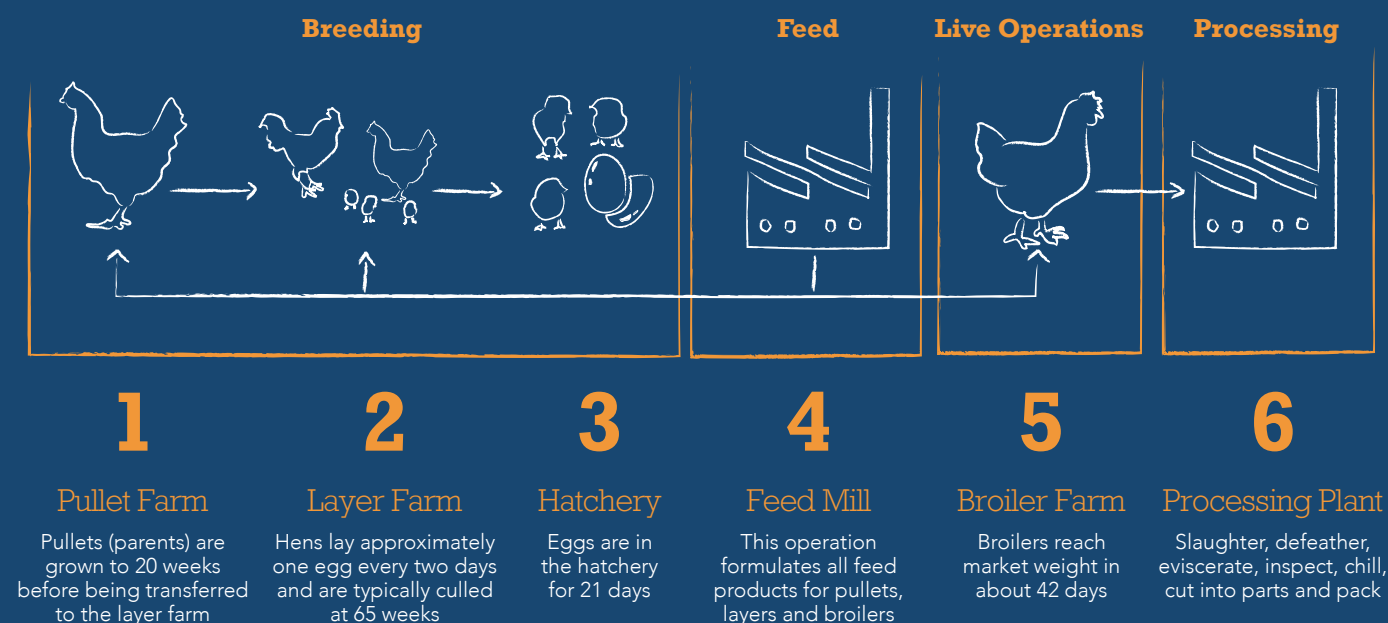 Breeding
Feed
Live Operations
Processing
1
Pullet Farm
Pullets (parents) are
grown to 20 weeks
before being transferred
to the layer farm
2
Layer Farm
Hens lay approximately
one egg every two days
and are typically culled
at 65 weeks
3
Hatchery
Eggs are in
the hatchery
for 21 days
4
Feed Mill
This operation
formulates all feed
products for pullets,
layers and broilers
5
Broiler Farm
Broilers reach
market weight in
about 42 days
6
Processing Plant
Slaughter, defeather,
eviscerate, inspect, chill,
cut into parts and pack